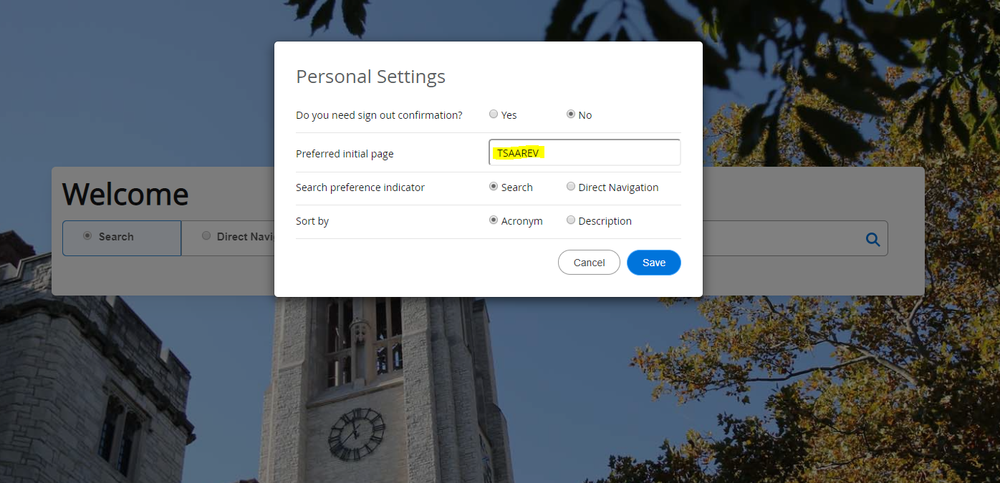 Personal Settings
Do you need sign out confirmation? Yes No
Preferred initial page TSAAREV
Search preference indicator Search Direct Navigation
Sort by Acronym Description
Cancel Save
Welcome
Search Direct Navi